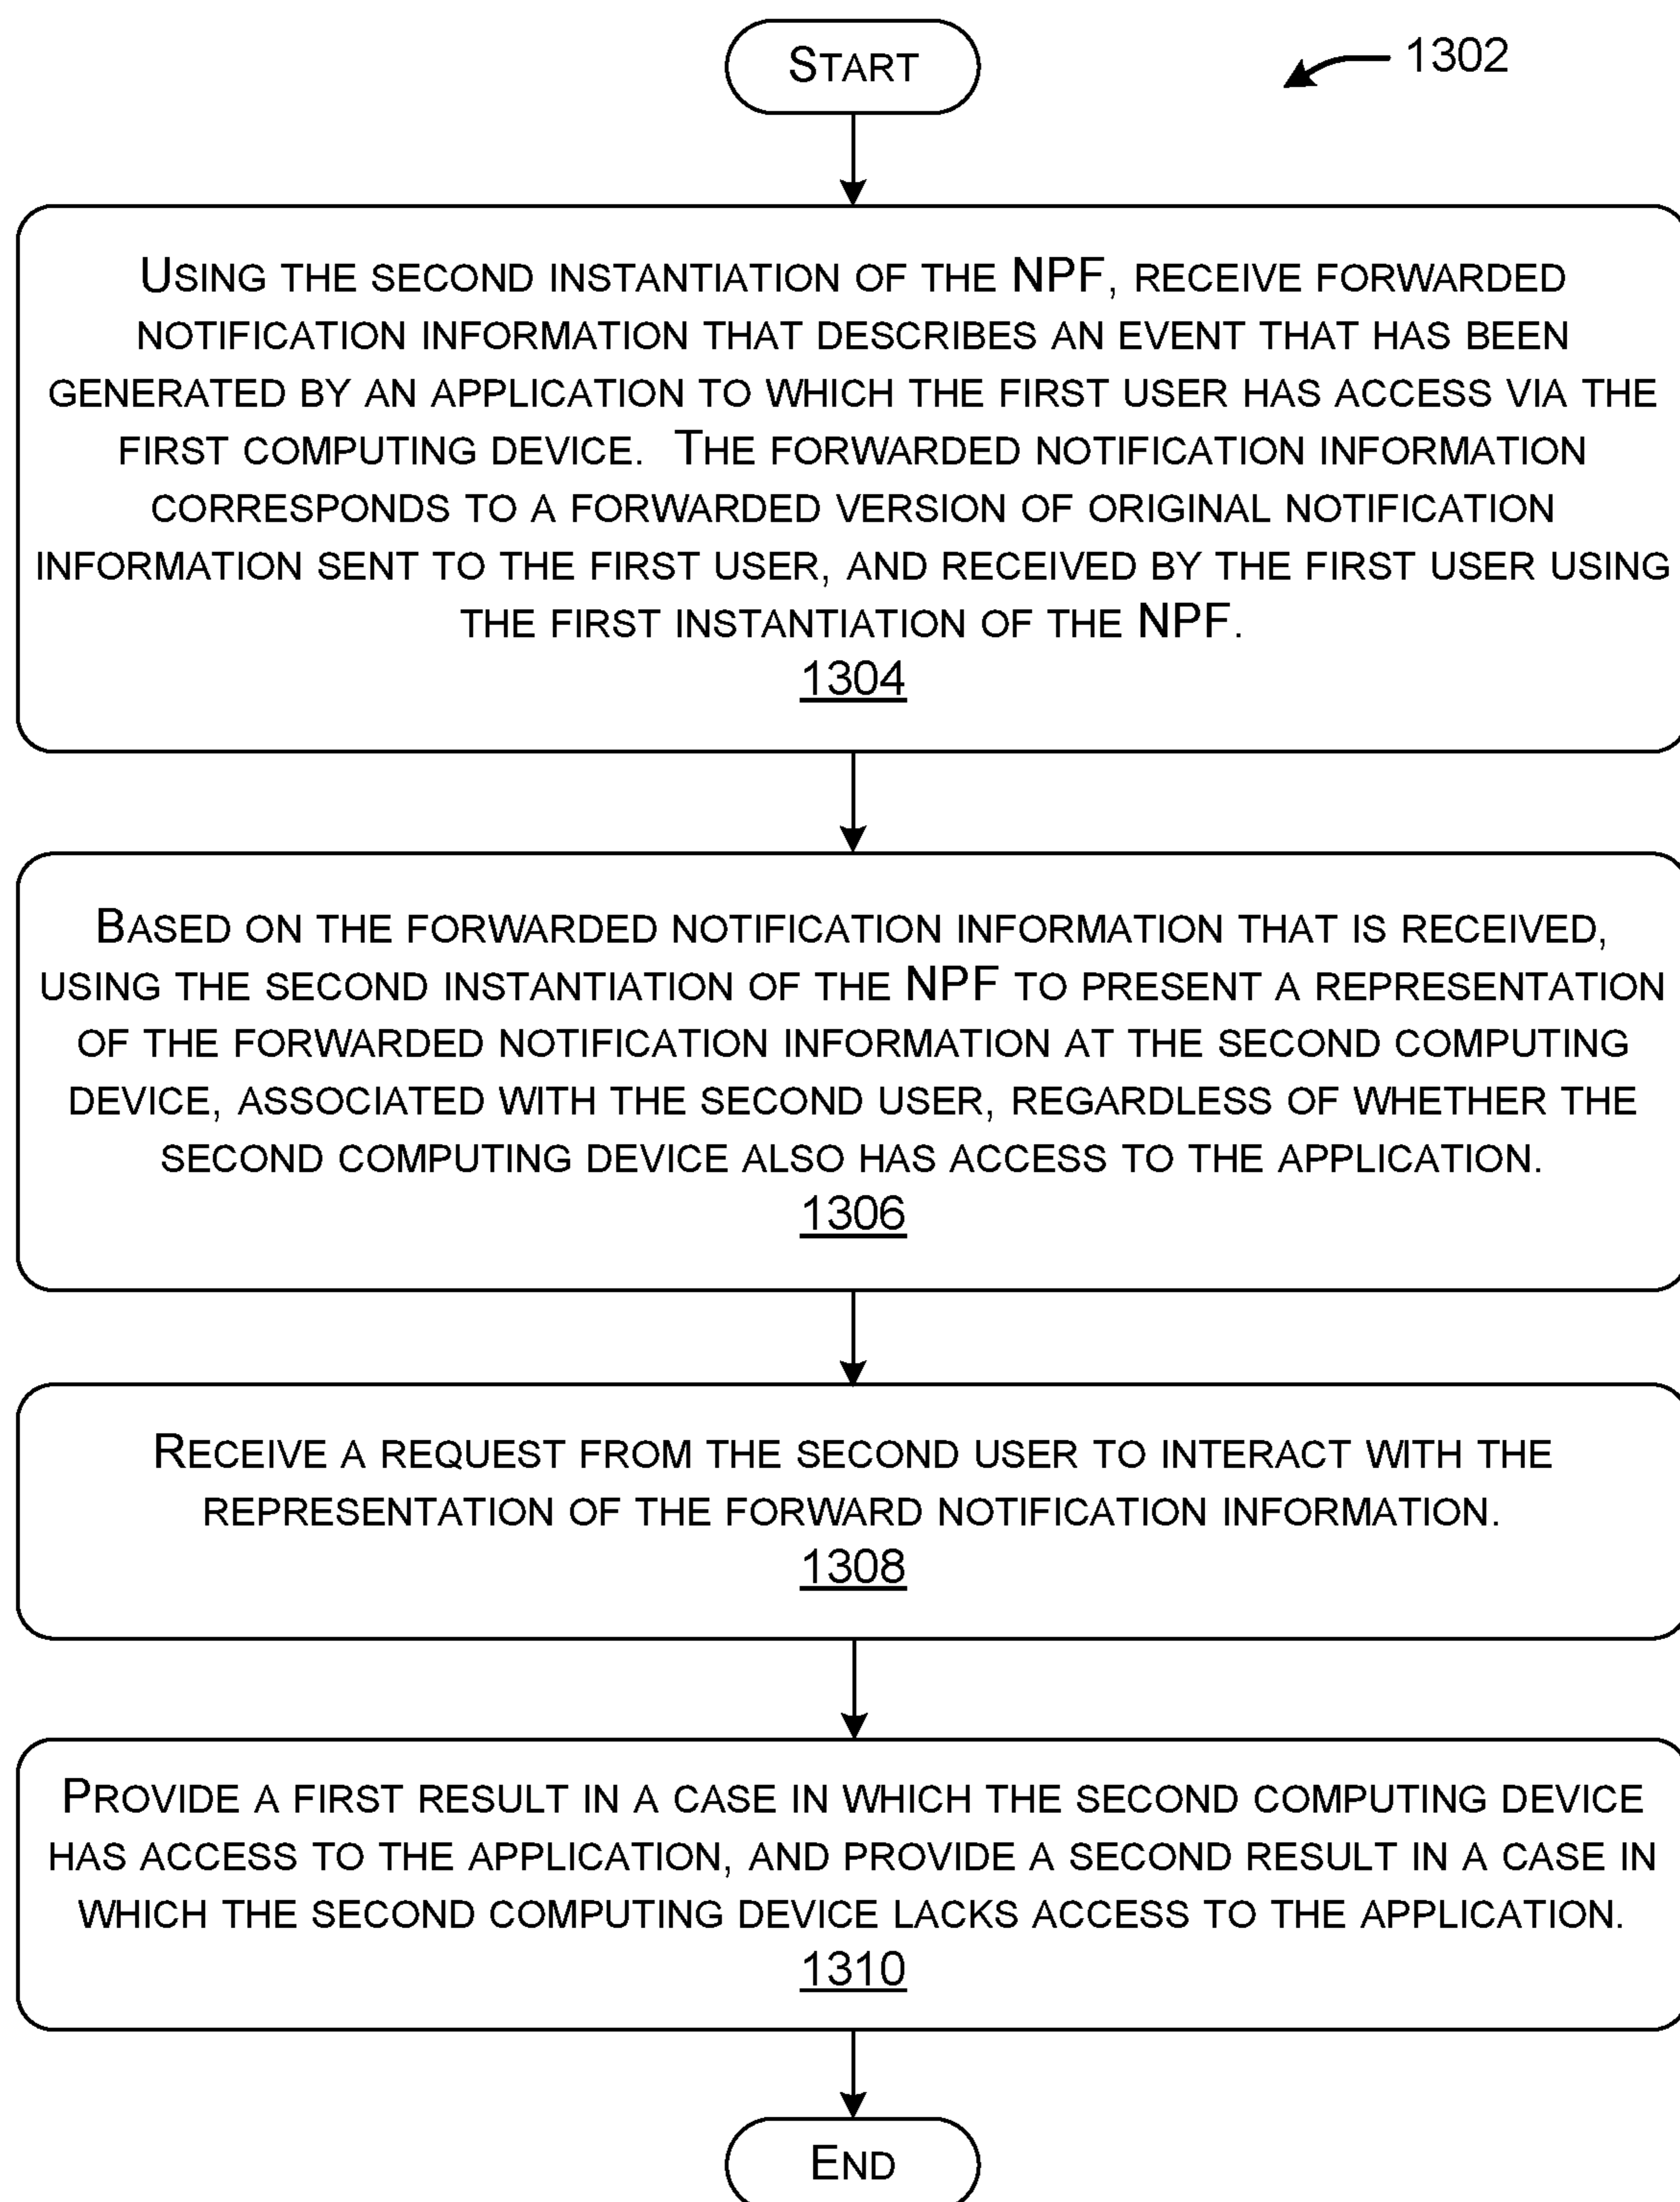 START
1302
USING THE SECOND INSTANTIATION OF THE NPF, RECEIVE FORWARDED
NOTIFICATION INFORMATION THAT DESCRIBES AN EVENT THAT HAS BEEN
GENERATED BY AN APPLICATION TO WHICH THE FIRST USER HAS ACCESS VIA THE
FIRST COMPUTING DEVICE. THE FORWARDED NOTIFICATION INFORMATION
CORRESPONDS TO A FORWARDED VERSION OF ORIGINAL NOTIFICATION
INFORMATION SENT TO THE FIRST USER, AND RECEIVED BY THE FIRST USER USING
THE FIRST INSTANTIATION OF THE NPF.
1304
BASED ON THE FORWARDED NOTIFICATION INFORMATION THAT IS RECEIVED,
USING THE SECOND INSTANTIATION OF THE NPF TO PRESENT A REPRESENTATION
OF THE FORWARDED NOTIFICATION INFORMATION AT THE SECOND COMPUTING
DEVICE, ASSOCIATED WITH THE SECOND USER, REGARDLESS OF WHETHER THE
SECOND COMPUTING DEVICE ALSO HAS ACCESS TO THE APPLICATION.
1306
RECEIVE A REQUEST FROM THE SECOND USER TO INTERACT WITH THE
REPRESENTATION OF THE FORWARD NOTIFICATION INFORMATION.
1308
PROVIDE A FIRST RESULT IN A CASE IN WHICH THE SECOND COMPUTING DEVICE
HAS ACCESS TO THE APPLICATION, AND PROVIDE A SECOND RESULT IN A CASE IN
WHICH THE SECOND COMPUTING DEVICE LACKS ACCESS TO THE APPLICATION.
1310
END